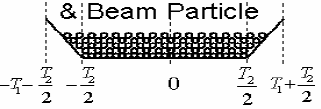 & Beam Particle
-T₁- T₂/2 - T₂/2 0 T₂/2 T₁+ T₂/2